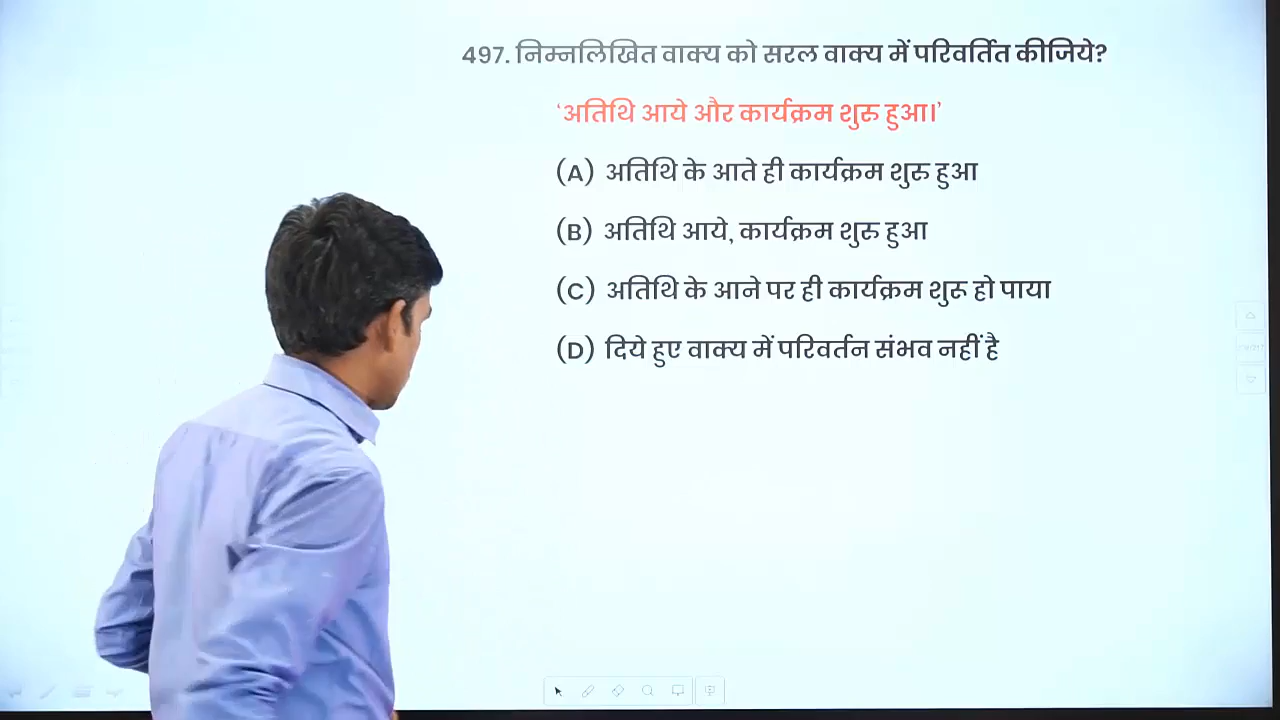 497. निम्नलिखित वाक्य को सरल वाक्य में परिवर्तित कीजिये?
‘अतिथि आये और कार्यक्रम शुरु हुआ।’
(A) अतिथि के आते ही कार्यक्रम शुरु हुआ
(B) अतिथि आये, कार्यक्रम शुरु हुआ
(C) अतिथि के आने पर ही कार्यक्रम शुरू हो पाया
(D) दिये हुए वाक्य में परिवर्तन संभव नहीं है